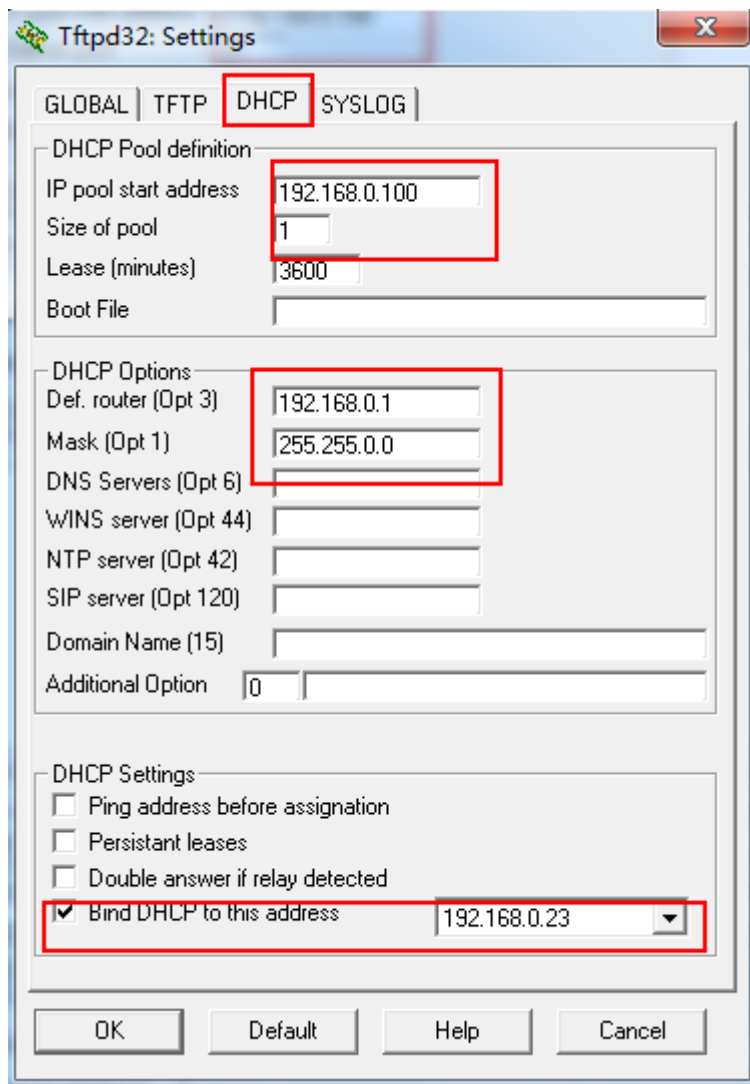 Tftpd32: Settings
GLOBAL TFTP DHCP SYSLOG
DHCP Pool definition
IP pool start address 192.168.0.100
Size of pool 1
Lease (minutes) 3600
Boot File
DHCP Options
Def. router (Opt 3) 192.168.0.1
Mask (Opt 1) 255.255.0.0
DNS Servers (Opt 6)
WINS server (Opt 44)
NTP server (Opt 42)
SIP server (Opt 120)
Domain Name (15)
Additional Option 0
DHCP Settings
Ping address before assignation
Persistant leases
Double answer if relay detected
Bind DHCP to this address 192.168.0.23
OK Default Help Cancel